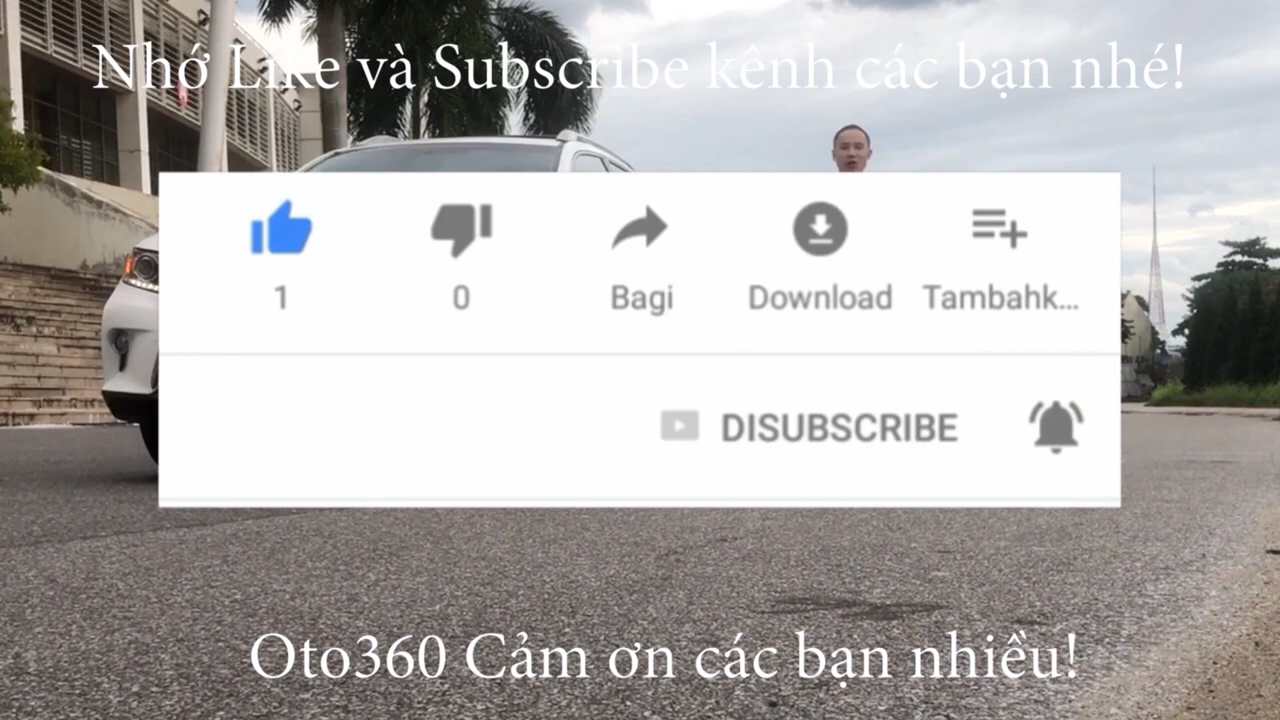 Nhớ Like và Subscribe kênh các bạn nhé!
1 0 Bagi Download Tambahk...
DISUBSCRIBE
Oto360 Cảm ơn các bạn nhiều!